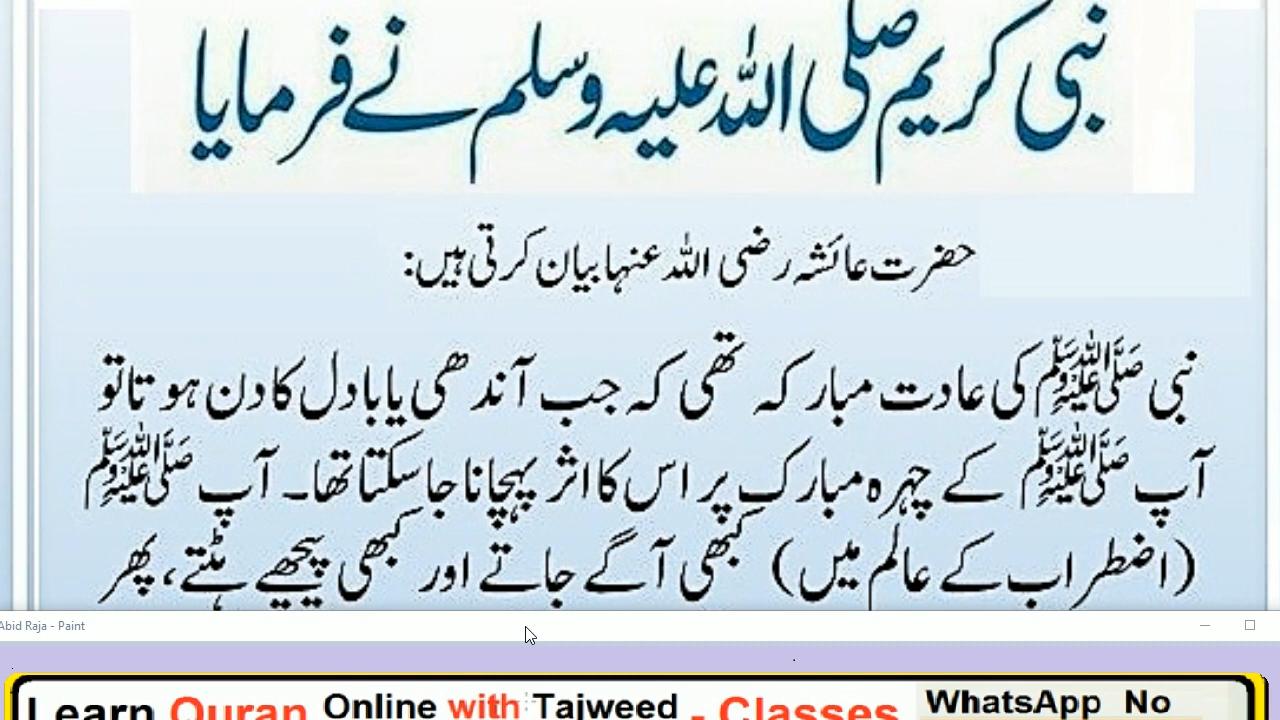 نبی کریم صلی اللہ علیہ وسلم نے فرمایا
حضرت عائشہ رضی اللہ عنہا بیان کرتی ہیں:
نبی ﷺ کی عادت مبارکہ تھی کہ جب آندھی یا بادل کا دن ہوتا تو
آپ ﷺ کے چہرہ مبارک پر اس کا اثر پہچانا جا سکتا تھا۔ آپ ﷺ
(اضطراب کے عالم میں) کبھی آگے جاتے اور کبھی پیچھے ہٹتے، پھر
Abid Raja - Paint
Learn Quran Online with Tajweed - Classes WhatsApp No